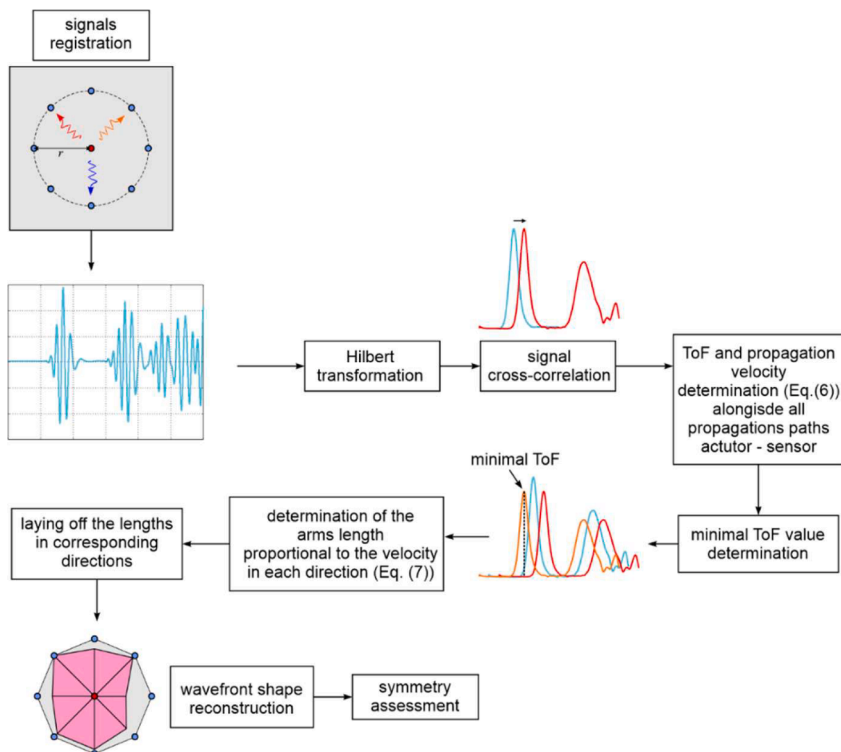 signals
registration
r
Hilbert
transformation
signal
cross-correlation
ToF and propagation
velocity
determination (Eq.(6))
alongisde all
propagations paths
actutor - sensor
minimal ToF value
determination
minimal ToF
determination of the
arms length
proportional to the velocity
in each direction (Eq. (7))
laying off the lengths
in corresponding
directions
wavefront shape
reconstruction
symmetry
assessment